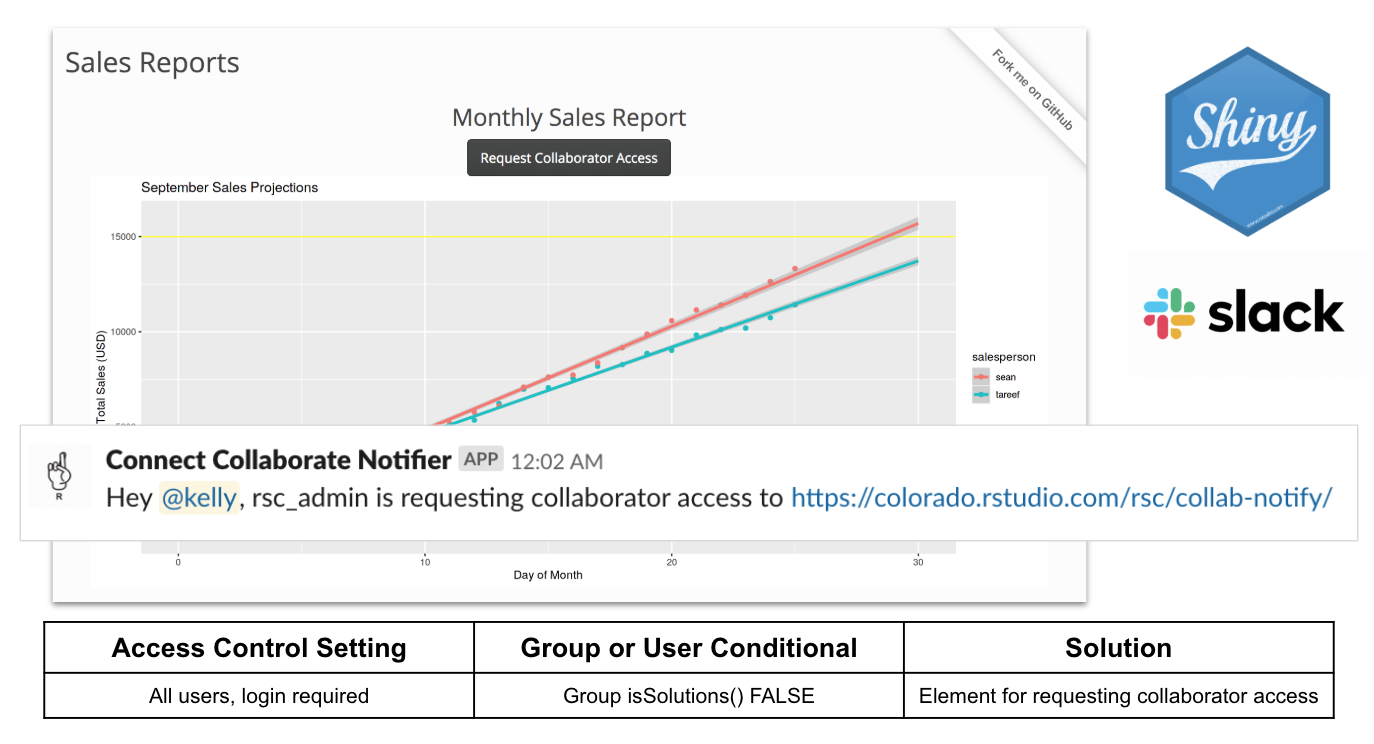 Sales Reports
Fork me on GitHub
Monthly Sales Report
Request Collaborator Access
September Sales Projections
15000
10000
Total Sales (USD)
salesperson
sean
tareef
Shiny
slack
R
Connect Collaborate Notifier APP 12:02 AM
Hey @kelly, rsc_admin is requesting collaborator access to https://colorado.rstudio.com/rsc/collab-notify/
0 10 20 30
Day of Month
Access Control Setting Group or User Conditional Solution
All users, login required Group isSolutions() FALSE Element for requesting collaborator access